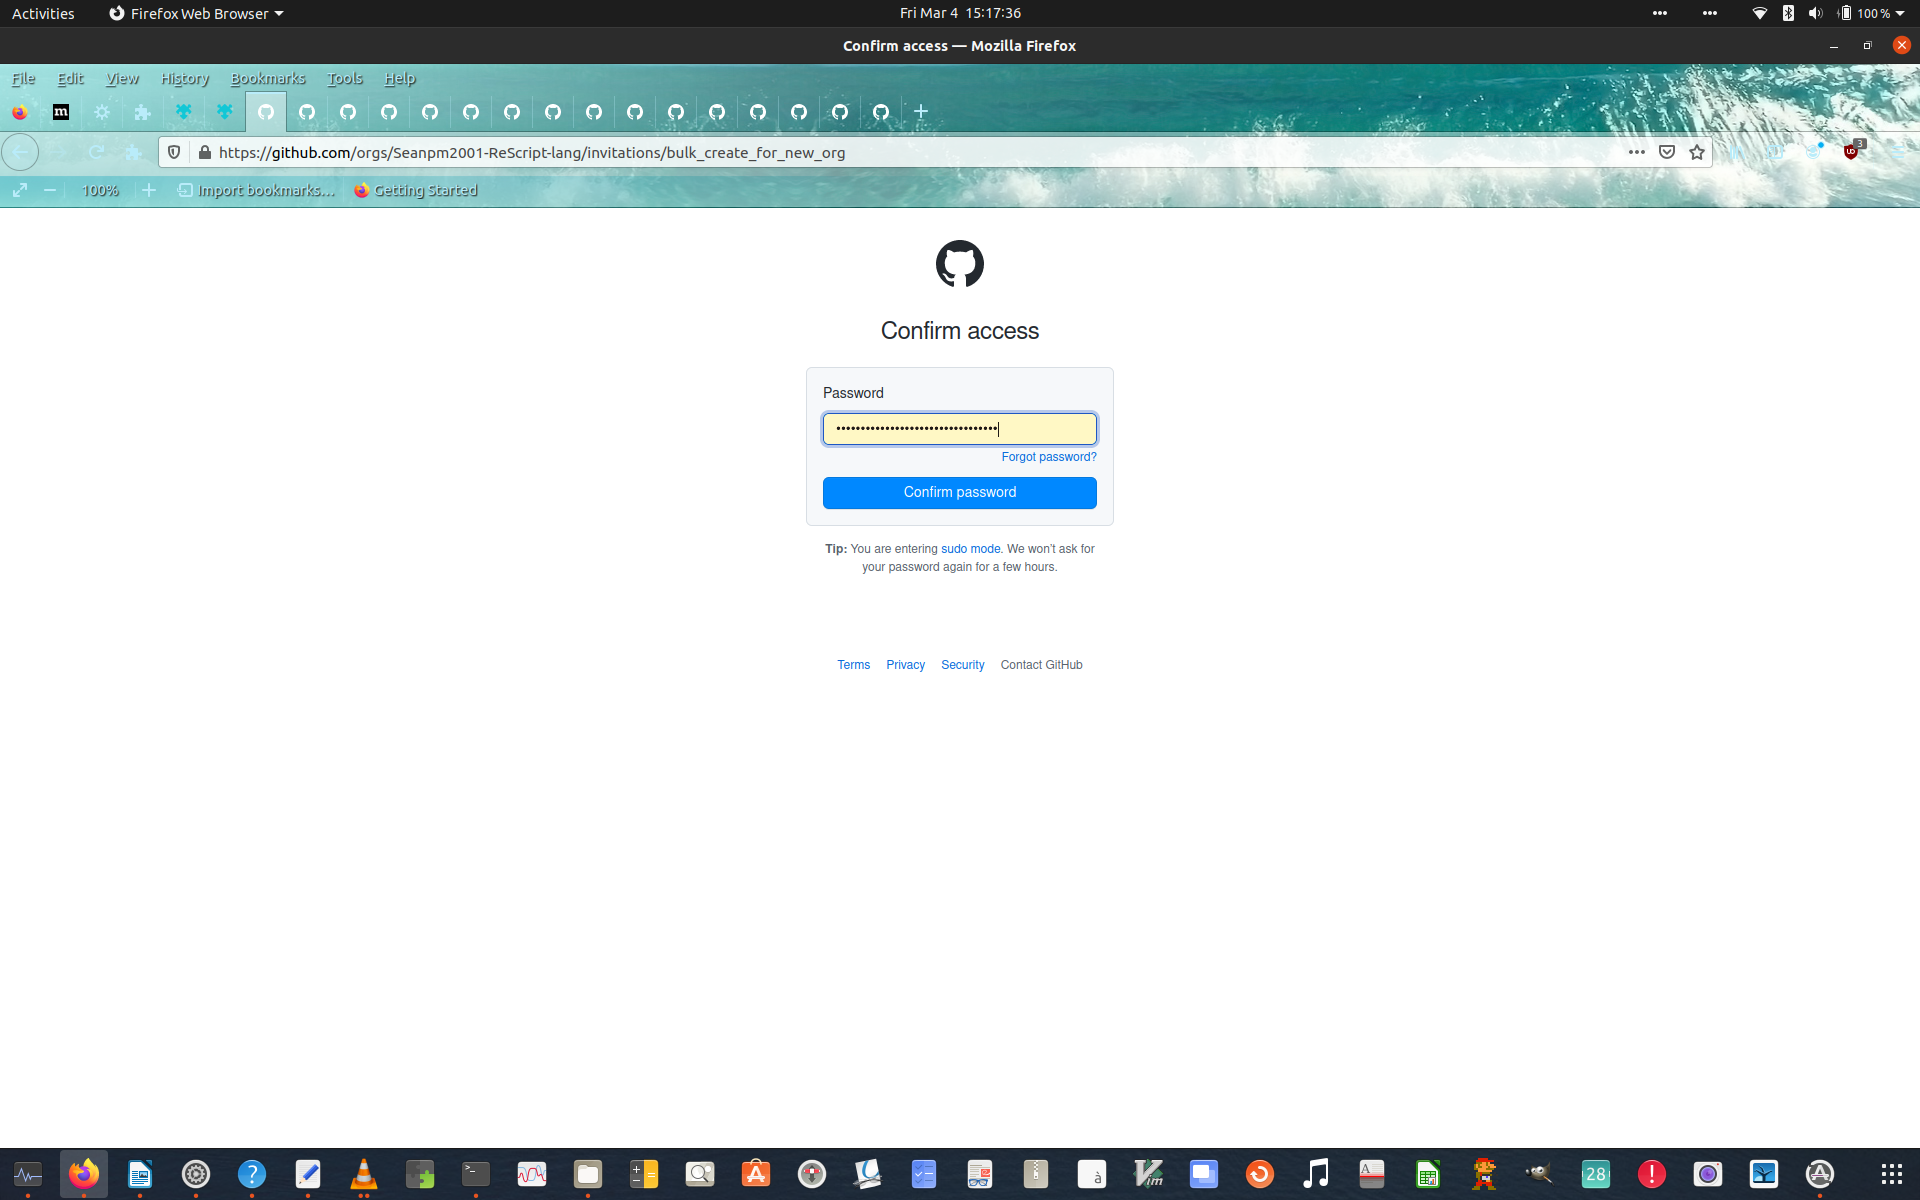 Activities
Firefox Web Browser
Fri Mar 4 15:17:36
100 %
Confirm access — Mozilla Firefox
File Edit View History Bookmarks Tools Help
m
https://github.com/orgs/Seanpm2001-ReScript-lang/invitations/bulk_create_for_new_org
3
100%
Import bookmarks...
Getting Started
Confirm access
Password
Forgot password?
Confirm password
Tip: You are entering sudo mode. We won't ask for
your password again for a few hours.
Terms Privacy Security Contact GitHub
28